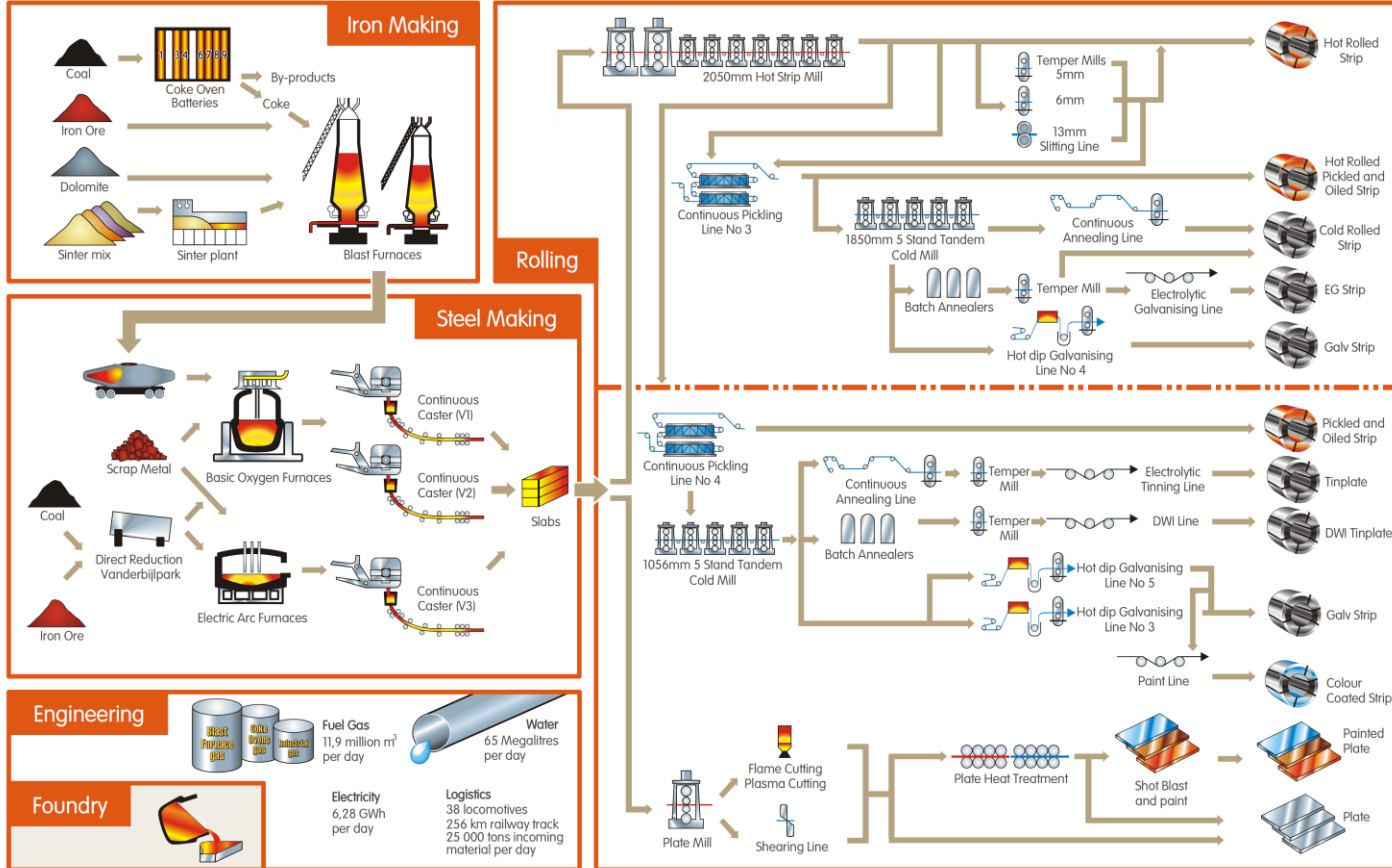 Iron Making
Coal
1 3 4 6 7 8 9
Coke Oven
Batteries
By-products
Coke
Iron Ore
Dolomite
Sinter mix
Sinter plant
Blast Furnaces
Steel Making
Scrap Metal
Basic Oxygen Furnaces
Coal
Direct Reduction
Vanderbijlpark
Iron Ore
Electric Arc Furnaces
Continuous
Caster (V1)
Continuous
Caster (V2)
Continuous
Caster (V3)
Slabs
Engineering
Blast
Furnace
gas
Coke
Ovens
gas
Industrial
gas
Fuel Gas
11,9 million m³
per day
Water
65 Megalitres
per day
Foundry
Electricity
6,28 GWh
per day
Logistics
38 locomotives
256 km railway track
25 000 tons incoming
material per day
Rolling
2050mm Hot Strip Mill
Temper Mills
5mm
6mm
13mm
Slitting Line
Hot Rolled
Strip
Continuous Pickling
Line No 3
Hot Rolled
Pickled and
Oiled Strip
1850mm 5 Stand Tandem
Cold Mill
Continuous
Annealing Line
Cold Rolled
Strip
Batch Annealers
Temper Mill
Electrolytic
Galvanising Line
EG Strip
Hot dip Galvanising
Line No 4
Galv Strip
Continuous Pickling
Line No 4
Pickled and
Oiled Strip
Continuous
Annealing Line
Temper
Mill
Electrolytic
Tinning Line
Tinplate
1056mm 5 Stand Tandem
Cold Mill
Batch Annealers
Temper
Mill
DWI Line
DWI Tinplate
Hot dip Galvanising
Line No 5
Hot dip Galvanising
Line No 3
Galv Strip
Paint Line
Colour
Coated Strip
Plate Mill
Flame Cutting
Plasma Cutting
Shearing Line
Plate Heat Treatment
Shot Blast
and paint
Painted
Plate
Plate